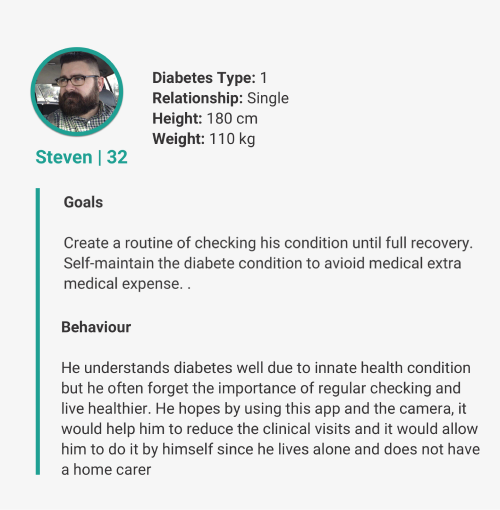 Diabetes Type: 1
Relationship: Single
Height: 180 cm
Weight: 110 kg
Steven | 32
Goals
Create a routine of checking his condition until full recovery.
Self-maintain the diabete condition to avioid medical extra
medical expense. .
Behaviour
He understands diabetes well due to innate health condition
but he often forget the importance of regular checking and
live healthier. He hopes by using this app and the camera, it
would help him to reduce the clinical visits and it would allow
him to do it by himself since he lives alone and does not have
a home carer